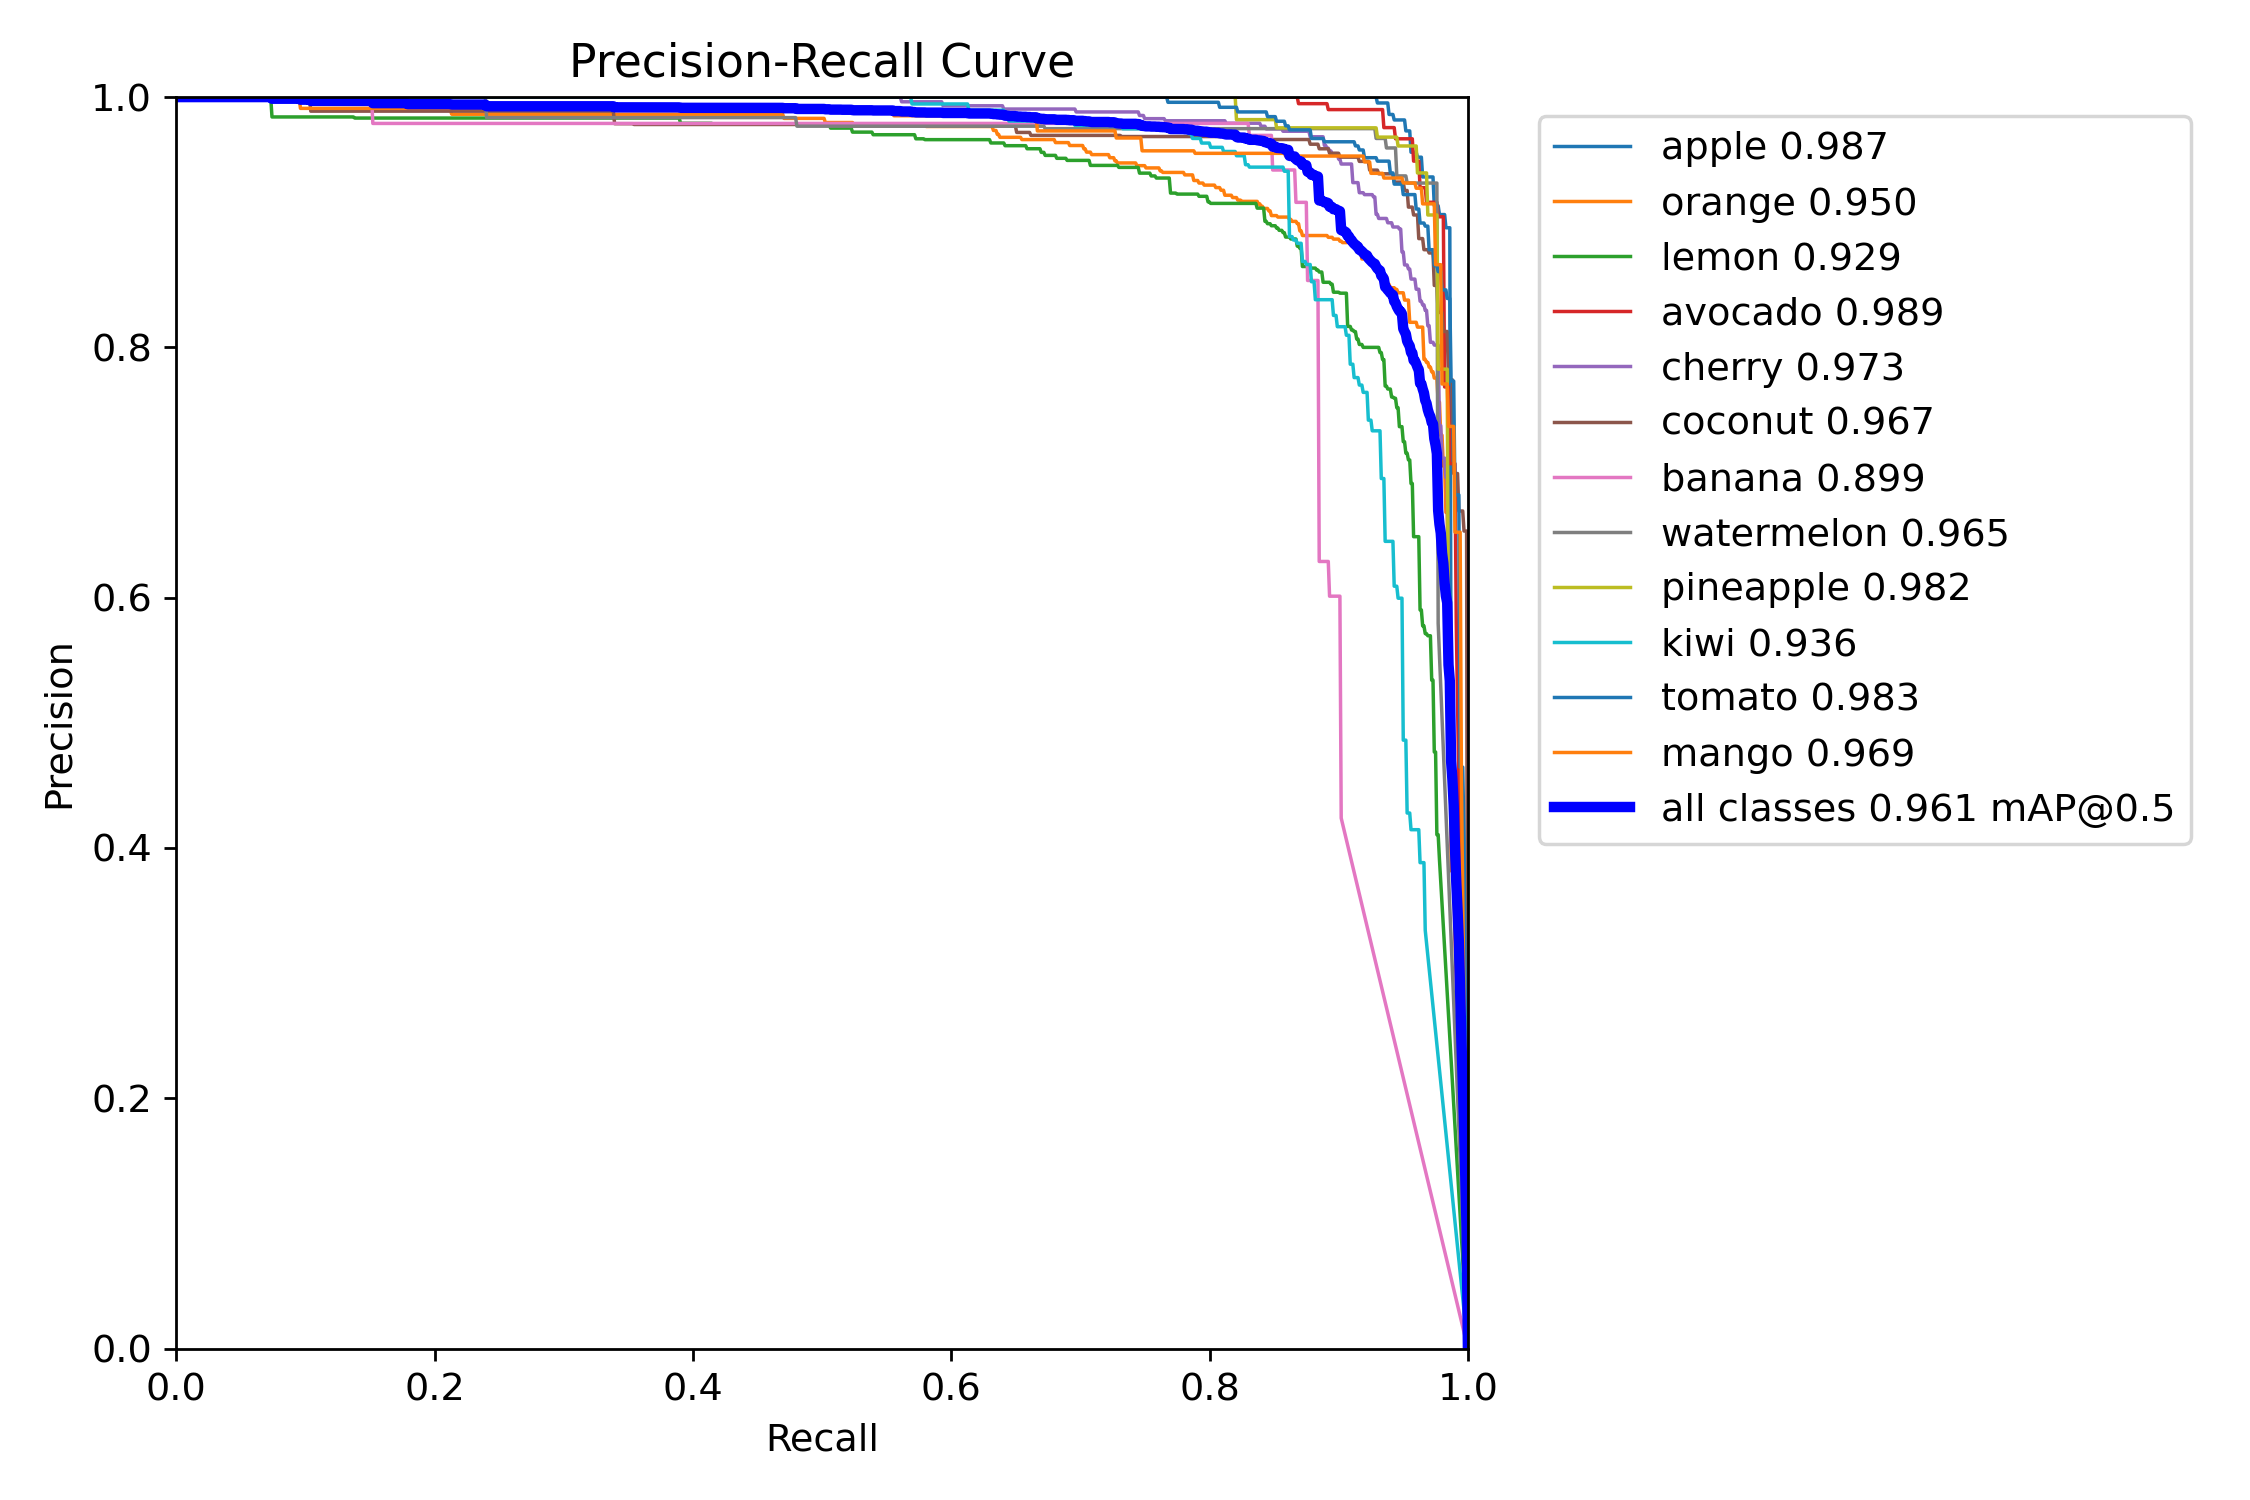 Precision-Recall Curve
1.0
0.8
0.6
0.4
0.2
0.0
Precision
0.0 0.2 0.4 0.6 0.8 1.0
Recall
apple 0.987
orange 0.950
lemon 0.929
avocado 0.989
cherry 0.973
coconut 0.967
banana 0.899
watermelon 0.965
pineapple 0.982
kiwi 0.936
tomato 0.983
mango 0.969
all classes 0.961 mAP@0.5